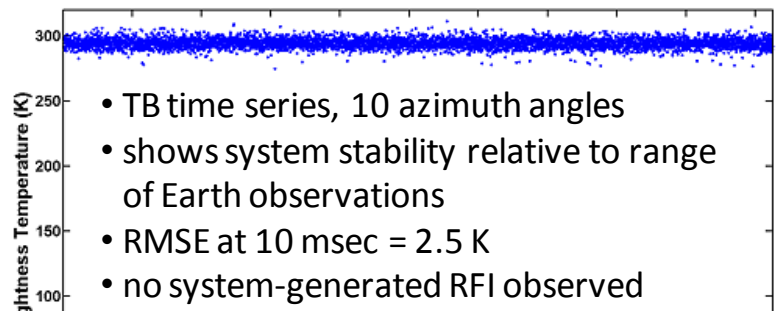 300
250
200
150
100
Temperature (K)
• TB time series, 10 azimuth angles
• shows system stability relative to range
of Earth observations
• RMSE at 10 msec = 2.5 K
• no system-generated RFI observed